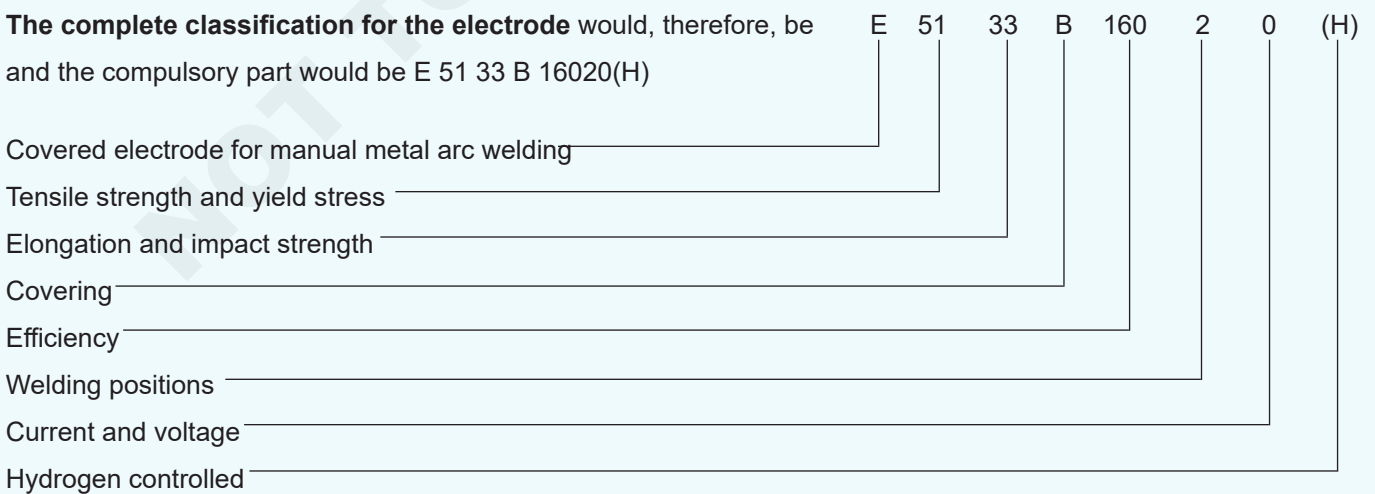 The complete classification for the electrode would, therefore, be E 51 33 B 160 2 0 (H)
and the compulsory part would be E 51 33 B 16020(H)
Covered electrode for manual metal arc welding
Tensile strength and yield stress
Elongation and impact strength
Covering
Efficiency
Welding positions
Current and voltage
Hydrogen controlled
NOT